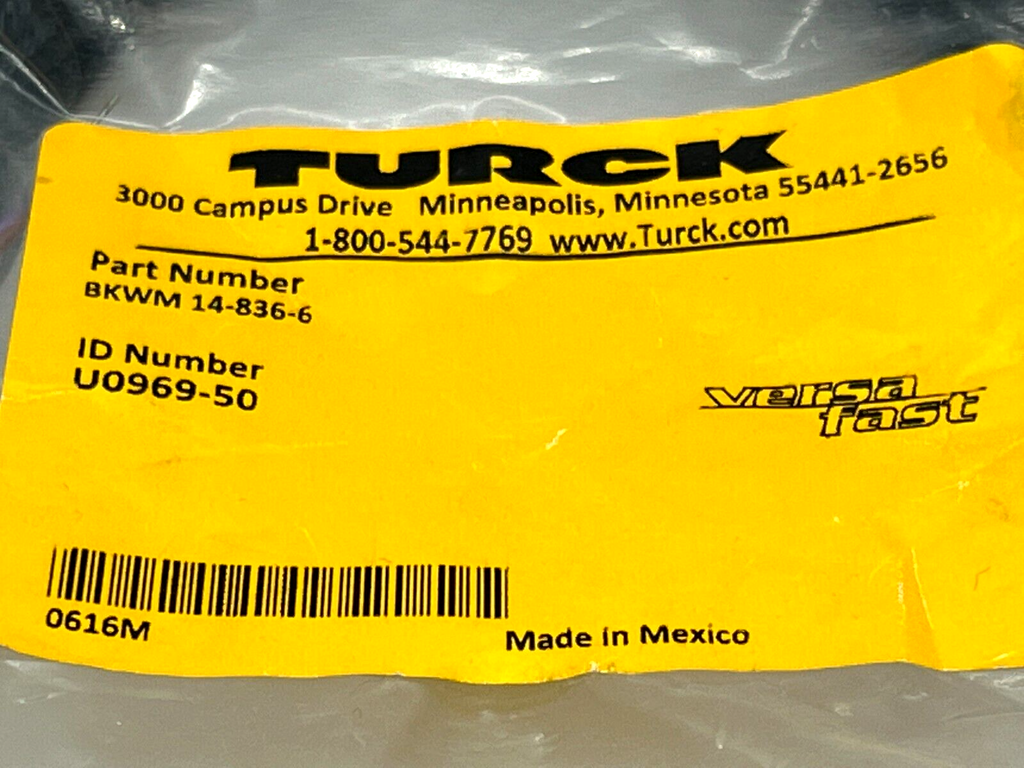 TURCK
3000 Campus Drive Minneapolis, Minnesota 55441-2656
1-800-544-7769 www.Turck.com
Part Number
BKWM 14-836-6
ID Number
U0969-50
versa
fast
0616M
Made in Mexico